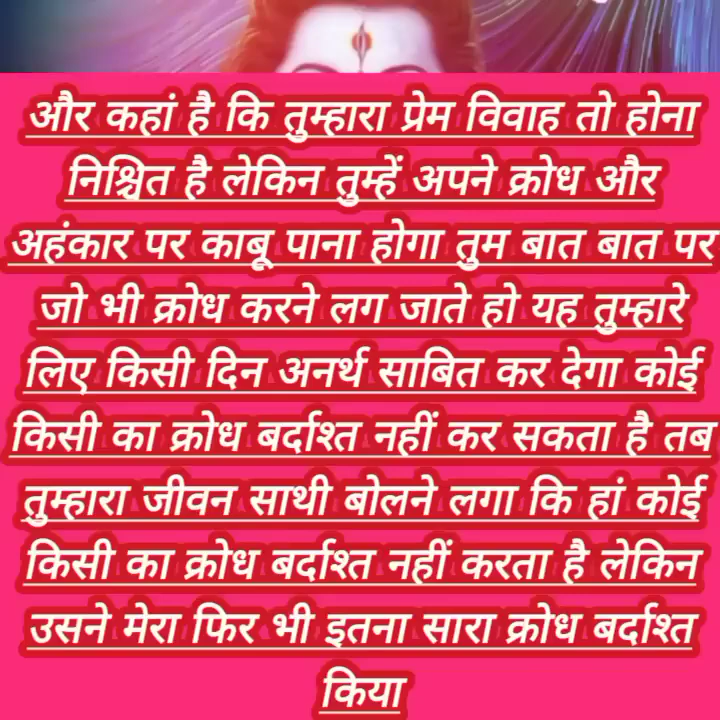 और कहां है कि तुम्हारा प्रेम विवाह तो होना
निश्चित है लेकिन तुम्हें अपने क्रोध और
अहंकार पर काबू पाना होगा तुम बात बात पर
जो भी क्रोध करने लग जाते हो यह तुम्हारे
लिए किसी दिन अनर्थ साबित कर देगा कोई
किसी का क्रोध बर्दाश्त नहीं कर सकता है तब
तुम्हारा जीवन साथी बोलने लगा कि हां कोई
किसी का क्रोध बर्दाश्त नहीं करता है लेकिन
उसने मेरा फिर भी इतना सारा क्रोध बर्दाश्त
किया